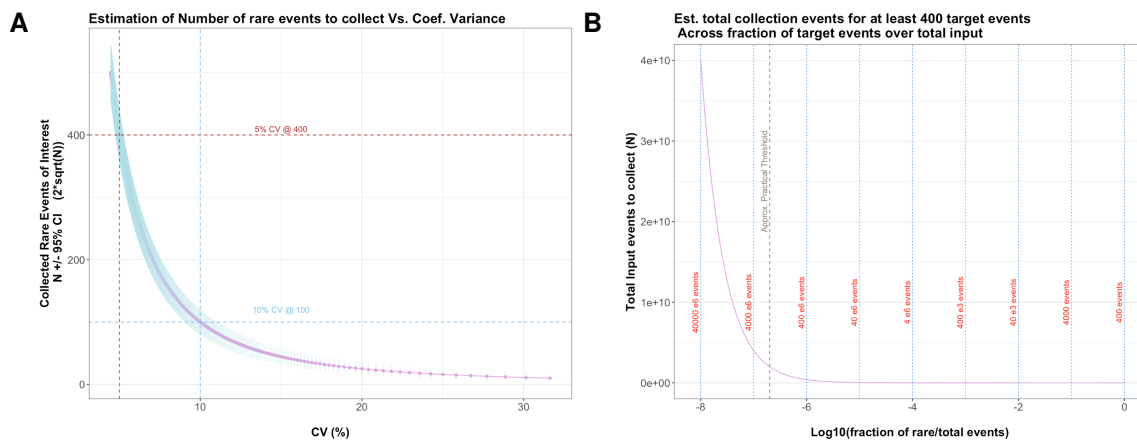 A
Estimation of Number of rare events to collect Vs. Coef. Variance
Collected Rare Events of Interest
N +/- 95% CI (2*sqrt(N))
400
200
0
5% CV @ 400
10% CV @ 100
10
20
30
CV (%)
B
Est. total collection events for at least 400 target events
Across fraction of target events over total input
Total Input events to collect (N)
4e+10
3e+10
2e+10
1e+10
0e+00
Approx. Practical Threshold
40000 e6 events
4000 e6 events
400 e6 events
40 e6 events
4 e6 events
400 e3 events
40 e3 events
4000 events
400 events
-8
-6
-4
-2
0
Log10(fraction of rare/total events)